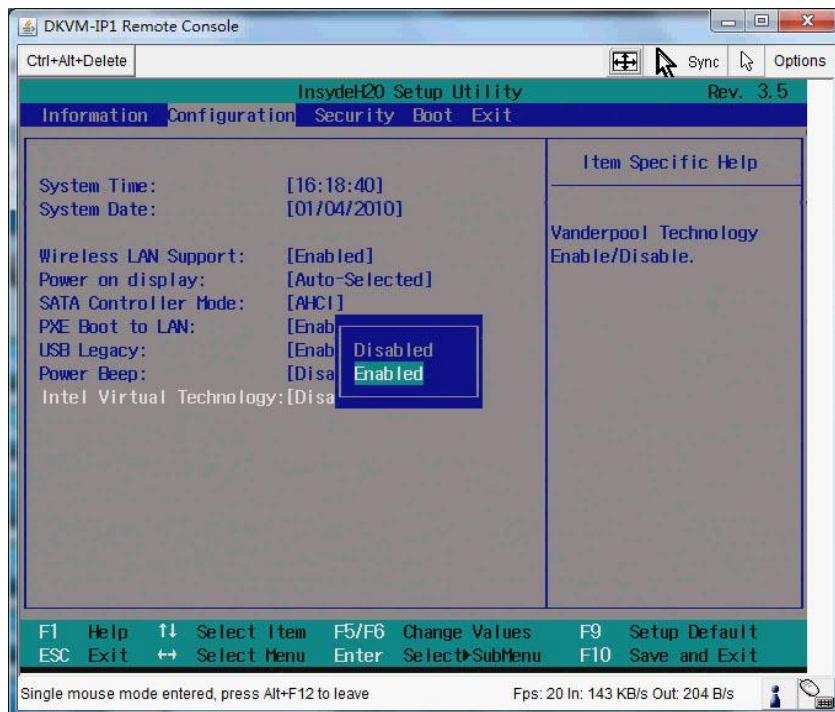 DKVM-IP1 Remote Console
Ctrl+Alt+Delete Sync Options
InsydeH20 Setup Utility Rev. 3.5
Information Configuration Security Boot Exit
Item Specific Help
System Time: [16:18:40]
System Date: [01/04/2010]
Vanderpool Technology
Enable/Disable.
Wireless LAN Support: [Enabled]
Power on display: [Auto-Selected]
SATA Controller Mode: [AHCI]
PXE Boot to LAN: [Enab
USB Legacy: [Enab
Power Beep: [Disa
Intel Virtual Technology:[Disa
Disabled
Enabled
F1 Help ↑↓ Select Item F5/F6 Change Values F9 Setup Default
ESC Exit ↔ Select Menu Enter Select▶SubMenu F10 Save and Exit
Single mouse mode entered, press Alt+F12 to leave Fps: 20 In: 143 KB/s Out: 204 B/s